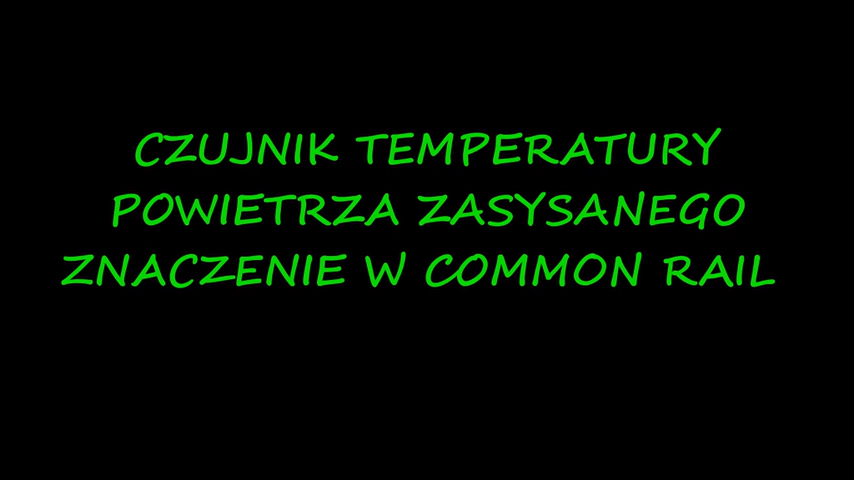 CZUJNIK TEMPERATURY
POWIETRZA ZASYSANEGO
ZNACZENIE W COMMON RAIL